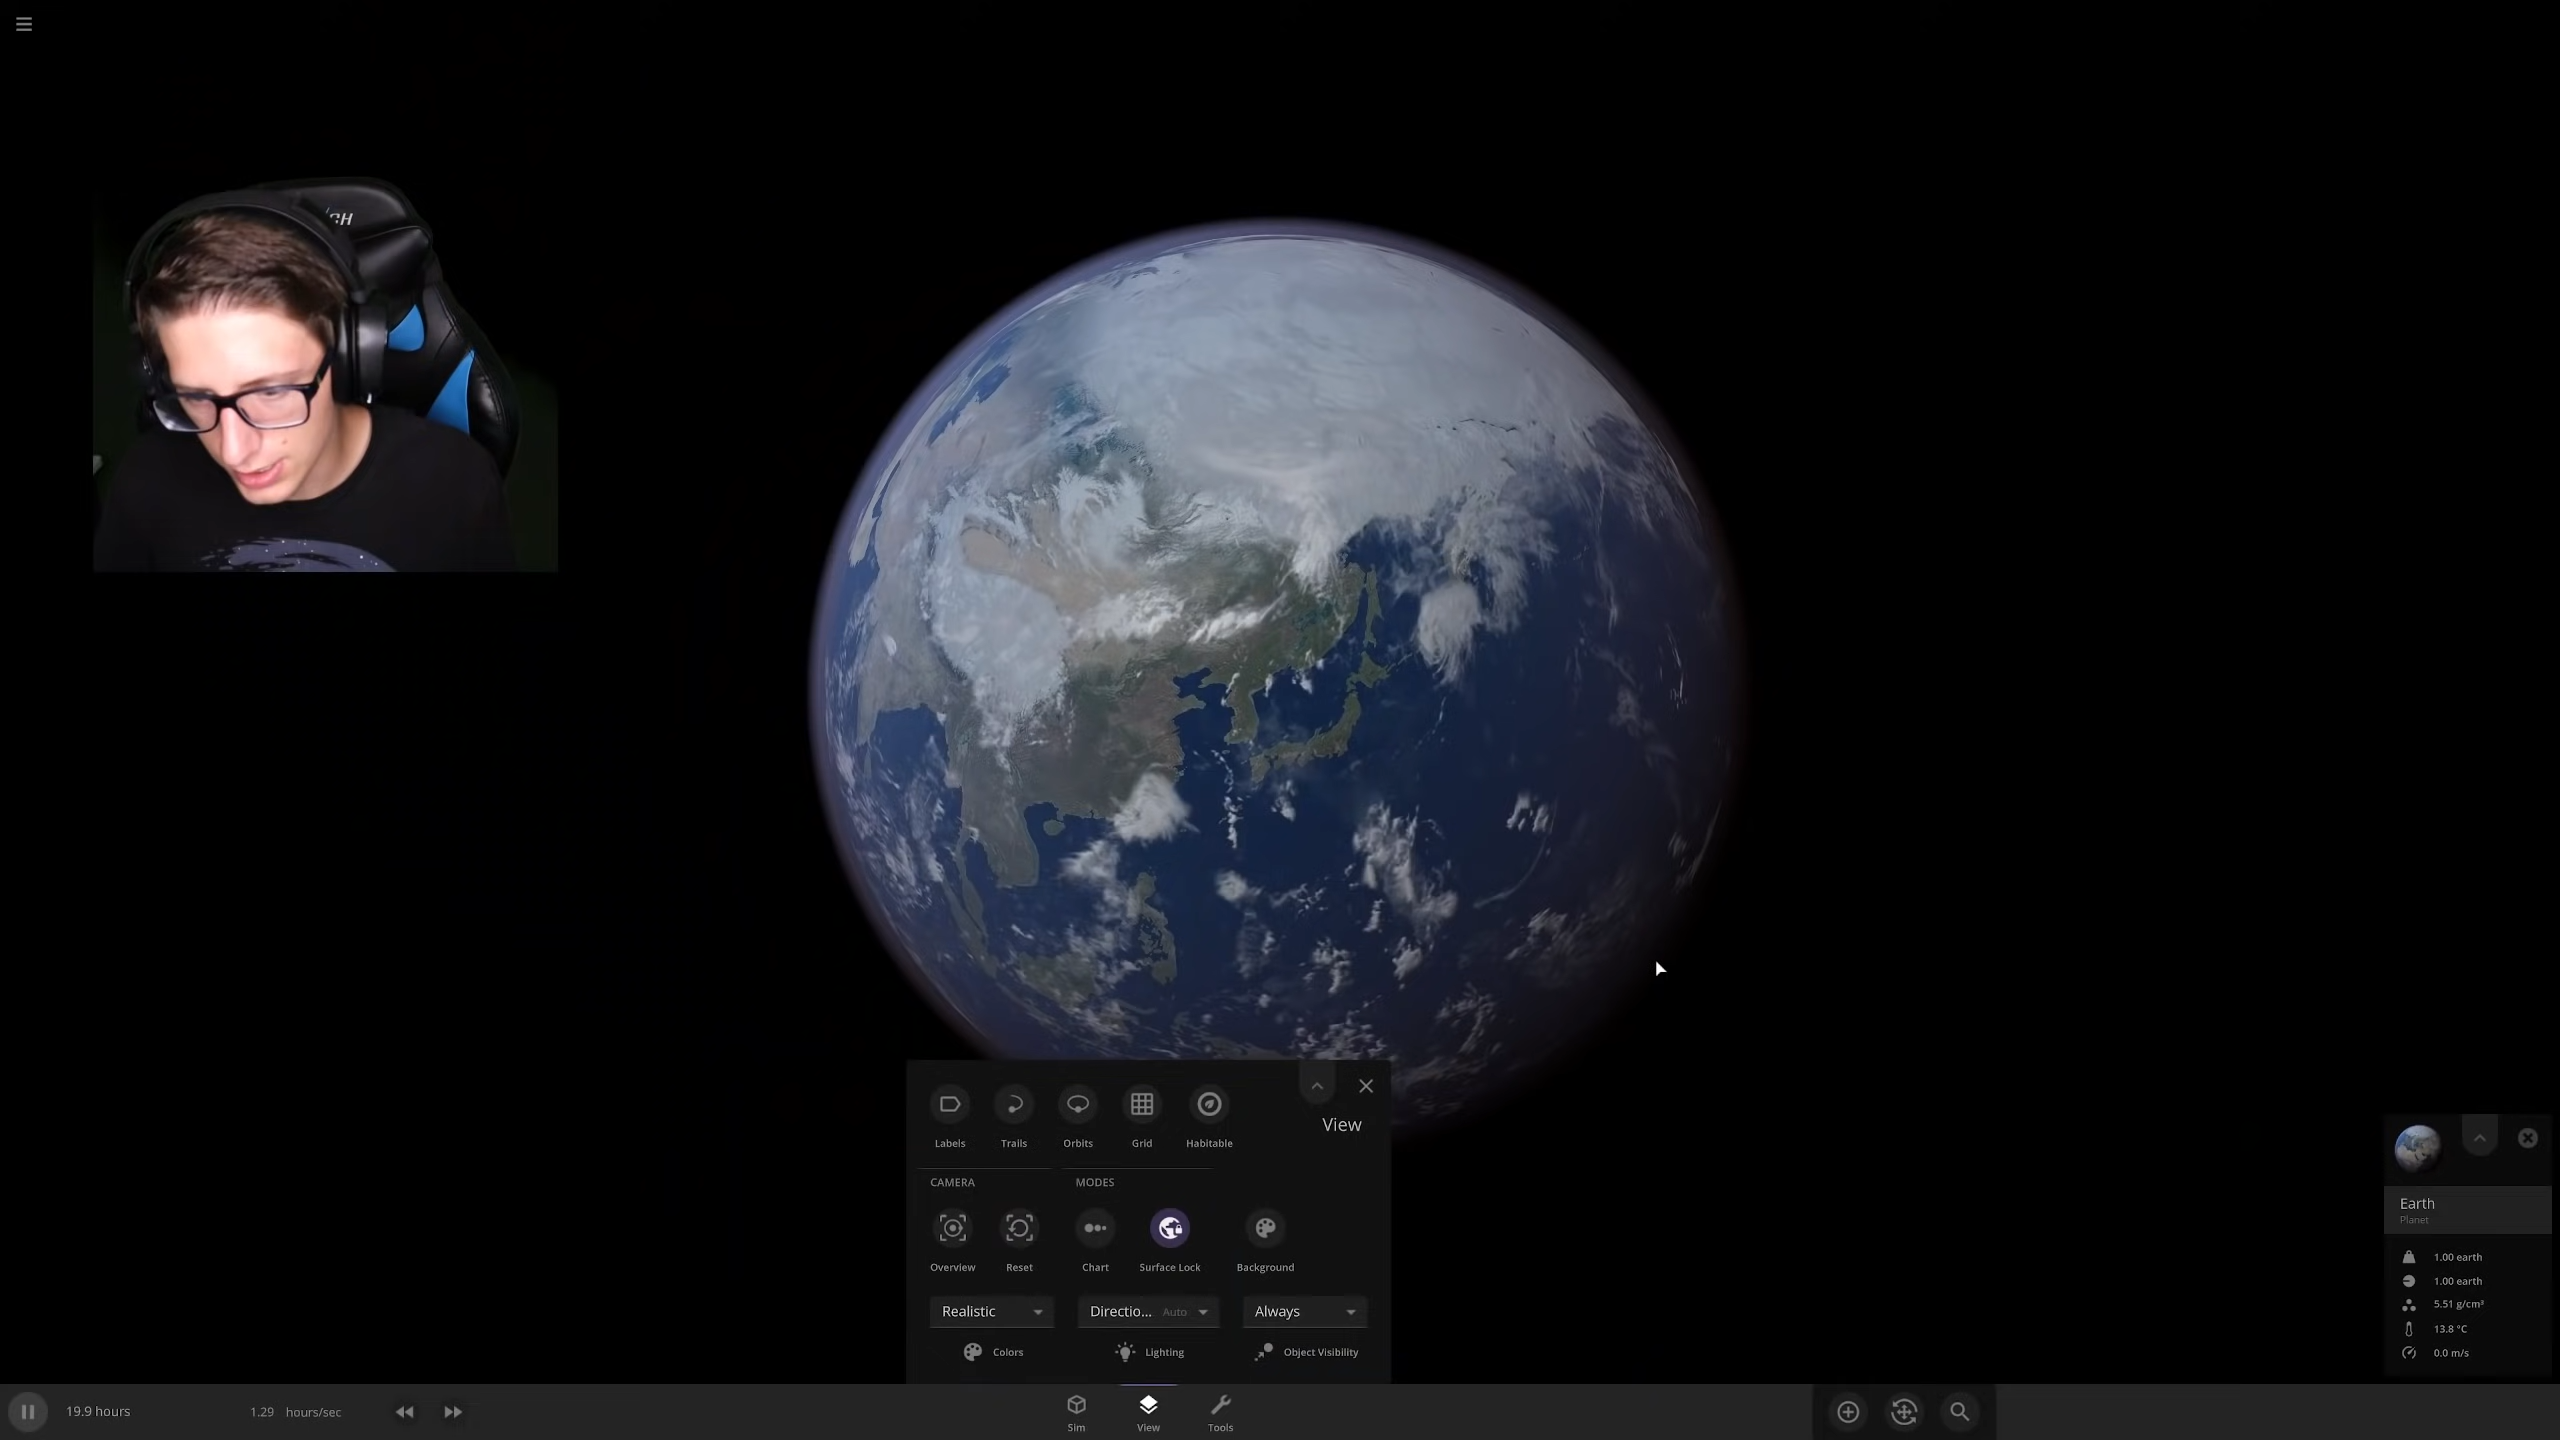 CH
Labels Trails Orbits Grid Habitable
View
CAMERA MODES
Overview Reset Chart Surface Lock Background
Realistic Directio... Auto Always
Colors Lighting Object Visibility
Earth
Planet
1.00 earth
1.00 earth
5.51 g/cm³
13.8 °C
0.0 m/s
19.9 hours 1.29 hours/sec
Sim View Tools